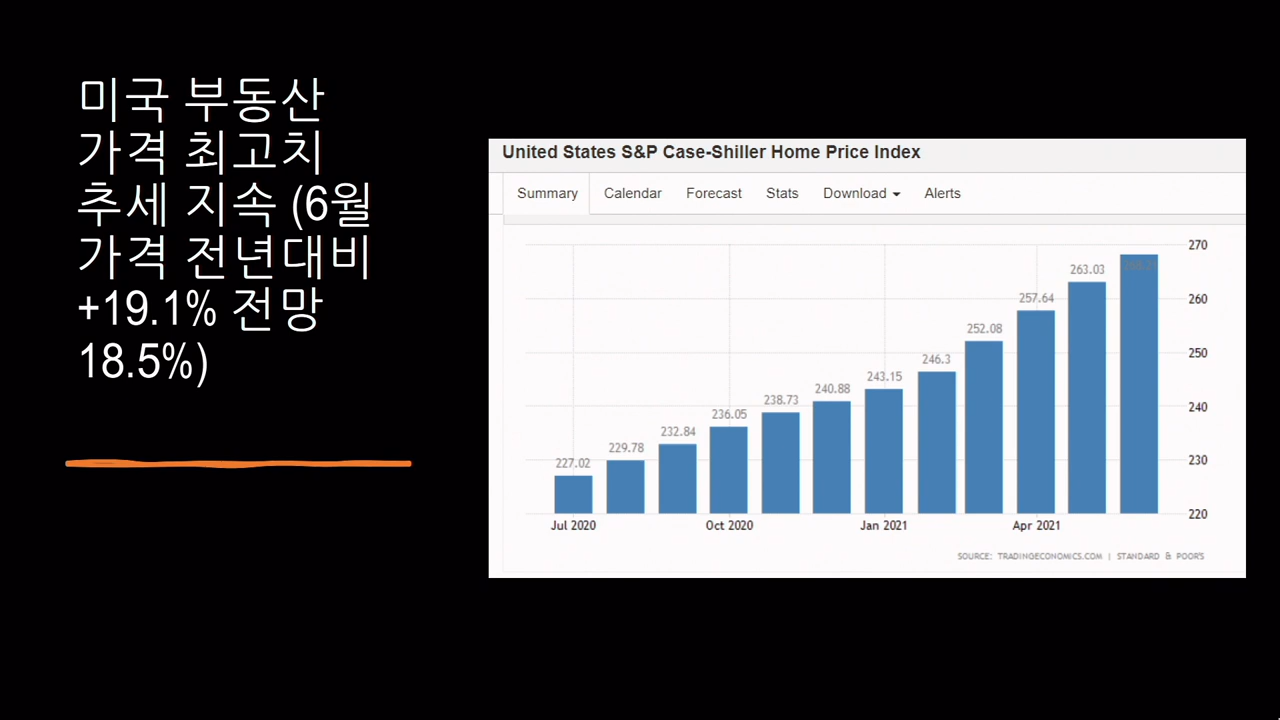 미국 부동산
가격 최고치
추세 지속 (6월
가격 전년대비
+19.1% 전망
18.5%)
United States S&P Case-Shiller Home Price Index
Summary Calendar Forecast Stats Download Alerts
270
260
250
240
230
220
227.02
229.78
232.84
236.05
238.73
240.88
243.15
246.3
252.08
257.64
263.03
Jul 2020 Oct 2020 Jan 2021 Apr 2021
SOURCE: TRADINGECONOMICS.COM | STANDARD & POOR'S